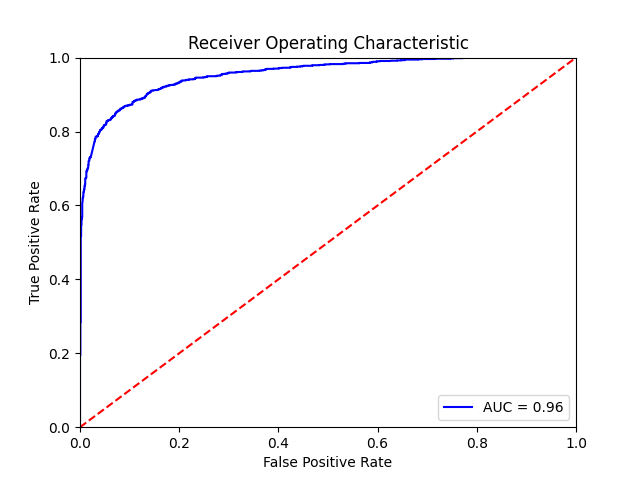 Receiver Operating Characteristic
1.0
0.8
0.6
0.4
0.2
0.0
True Positive Rate
AUC = 0.96
0.0 0.2 0.4 0.6 0.8 1.0
False Positive Rate